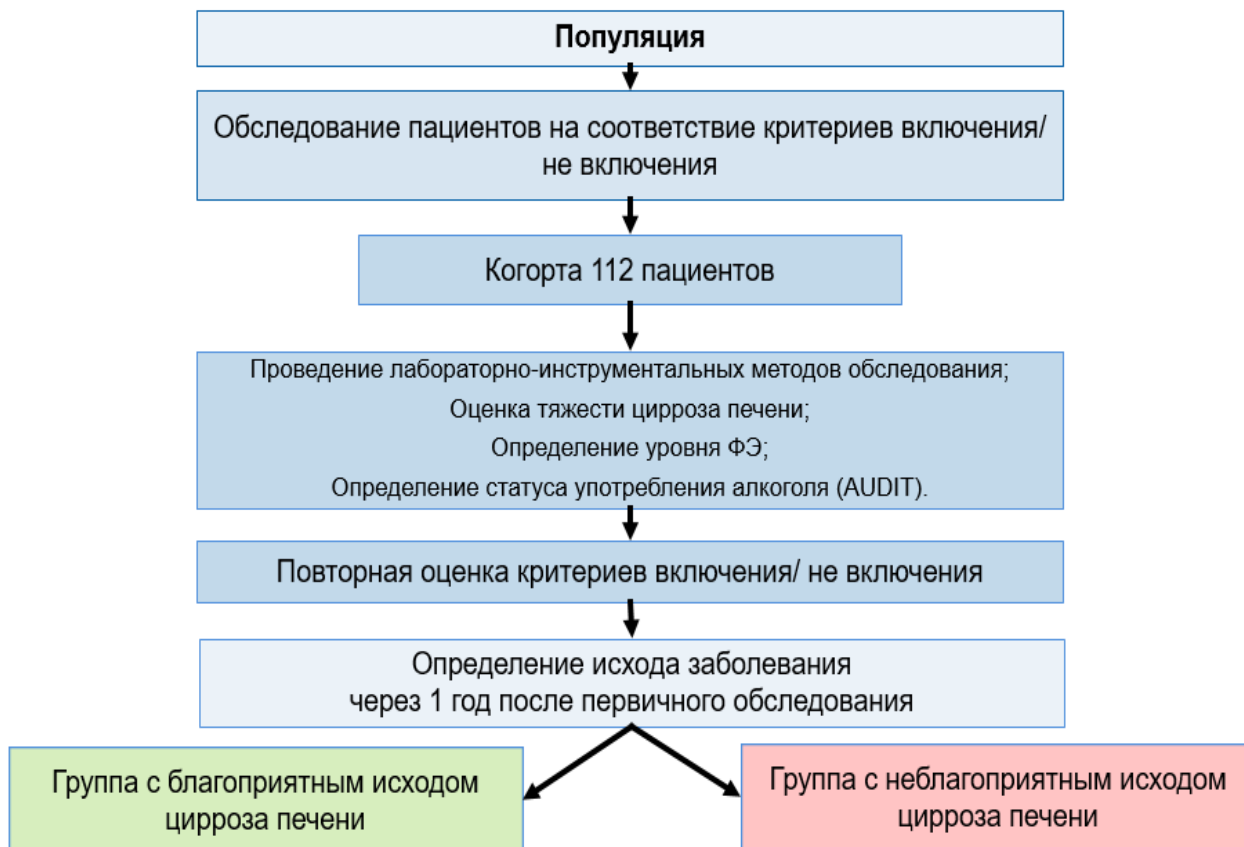 Популяция
Обследование пациентов на соответствие критериев включения/
не включения
Когорта 112 пациентов
Проведение лабораторно-инструментальных методов обследования;
Оценка тяжести цирроза печени;
Определение уровня ФЭ;
Определение статуса употребления алкоголя (AUDIT).
Повторная оценка критериев включения/ не включения
Определение исхода заболевания
через 1 год после первичного обследования
Группа с благоприятным исходом
цирроза печени
Группа с неблагоприятным исходом
цирроза печени